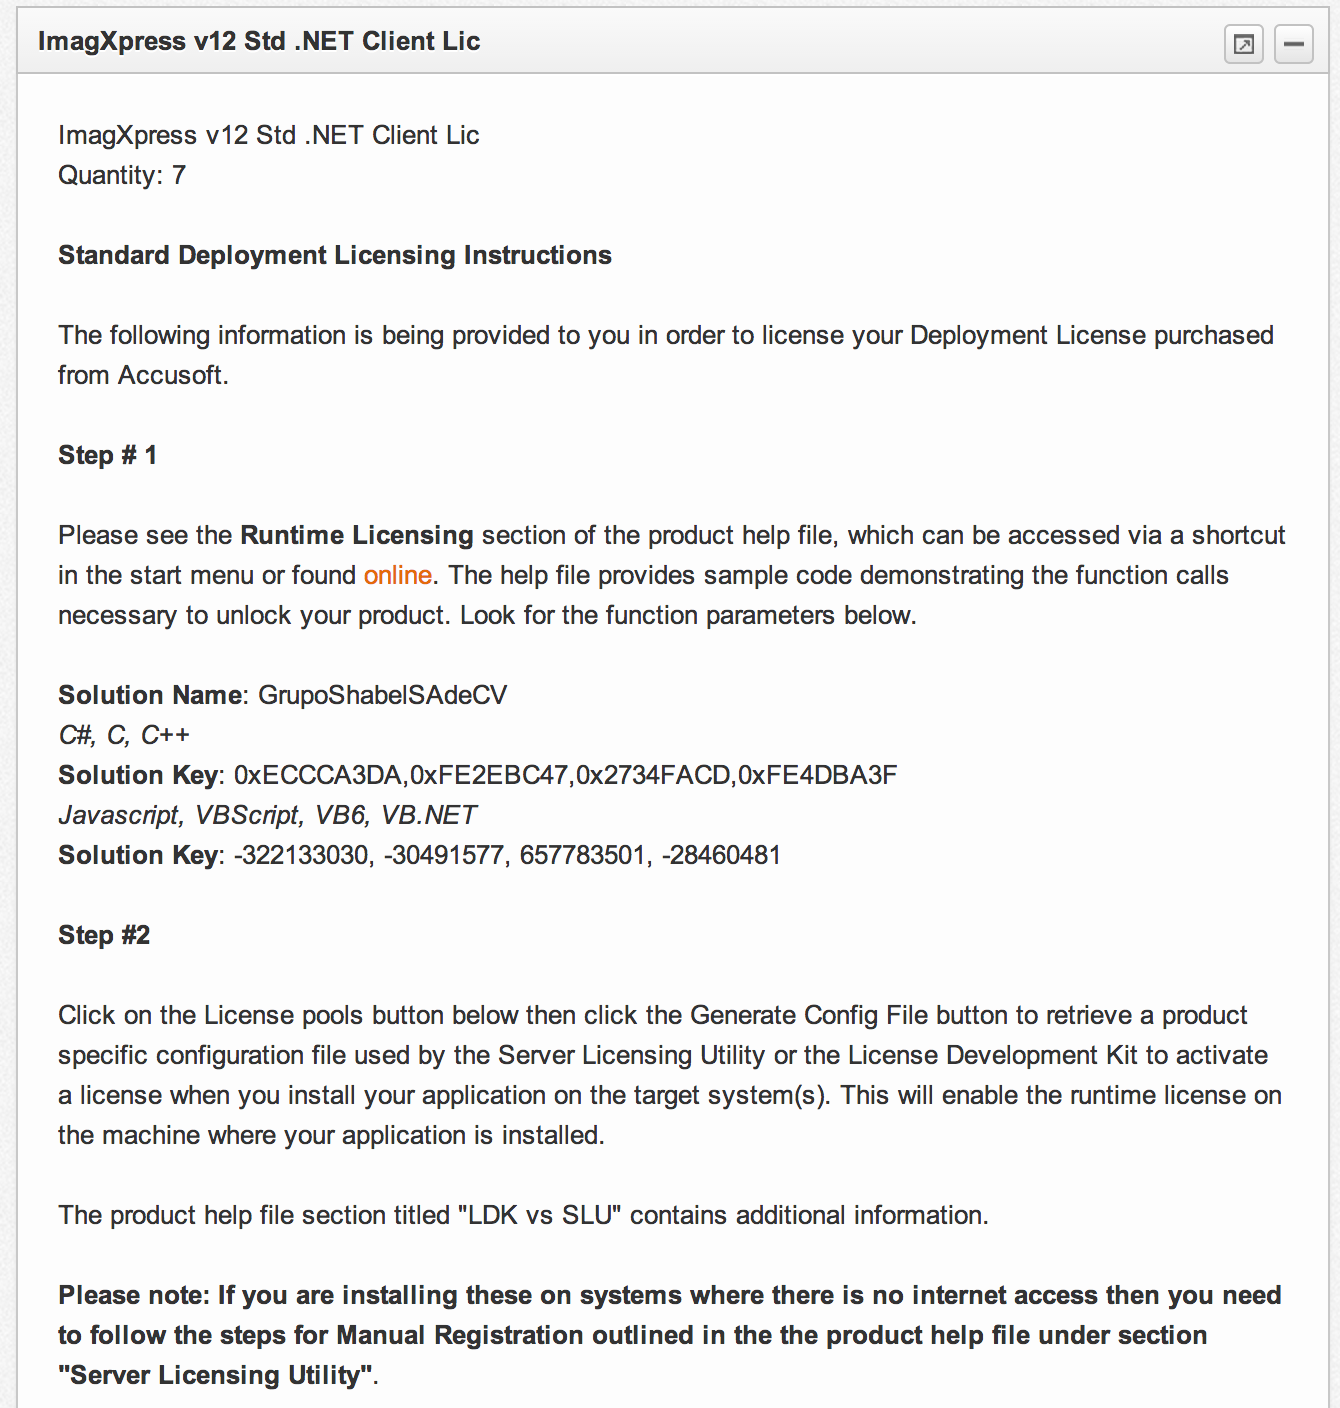 ImagXpress v12 Std .NET Client Lic
ImagXpress v12 Std .NET Client Lic
Quantity: 7
Standard Deployment Licensing Instructions
The following information is being provided to you in order to license your Deployment License purchased
from Accusoft.
Step # 1
Please see the Runtime Licensing section of the product help file, which can be accessed via a shortcut
in the start menu or found online. The help file provides sample code demonstrating the function calls
necessary to unlock your product. Look for the function parameters below.
Solution Name: GrupoShabelSAdeCV
C#, C, C++
Solution Key: 0xECCCA3DA,0xFE2EBC47,0x2734FACD,0xFE4DBA3F
Javascript, VBScript, VB6, VB.NET
Solution Key: -322133030, -30491577, 657783501, -28460481
Step #2
Click on the License pools button below then click the Generate Config File button to retrieve a product
specific configuration file used by the Server Licensing Utility or the License Development Kit to activate
a license when you install your application on the target system(s). This will enable the runtime license on
the machine where your application is installed.
The product help file section titled "LDK vs SLU" contains additional information.
Please note: If you are installing these on systems where there is no internet access then you need
to follow the steps for Manual Registration outlined in the the product help file under section
"Server Licensing Utility".